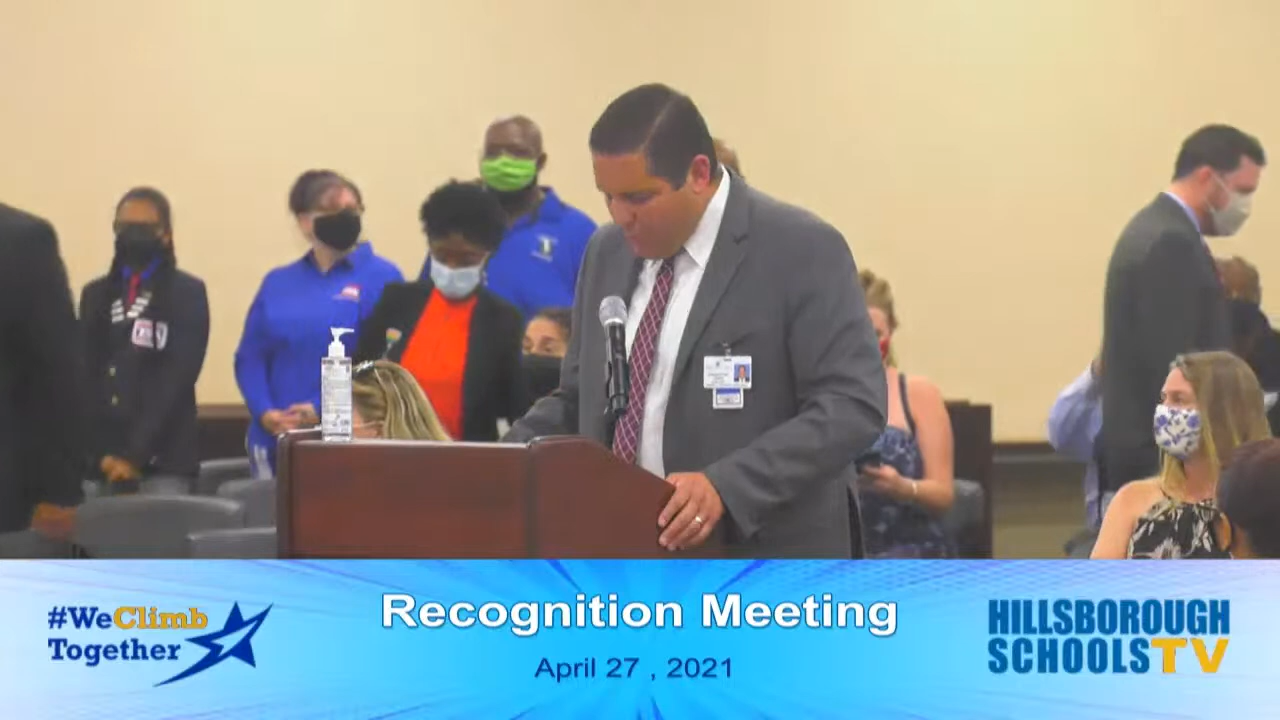 #WeClimb
Together
Recognition Meeting
April 27 , 2021
HILLSBOROUGH
SCHOOLSTV